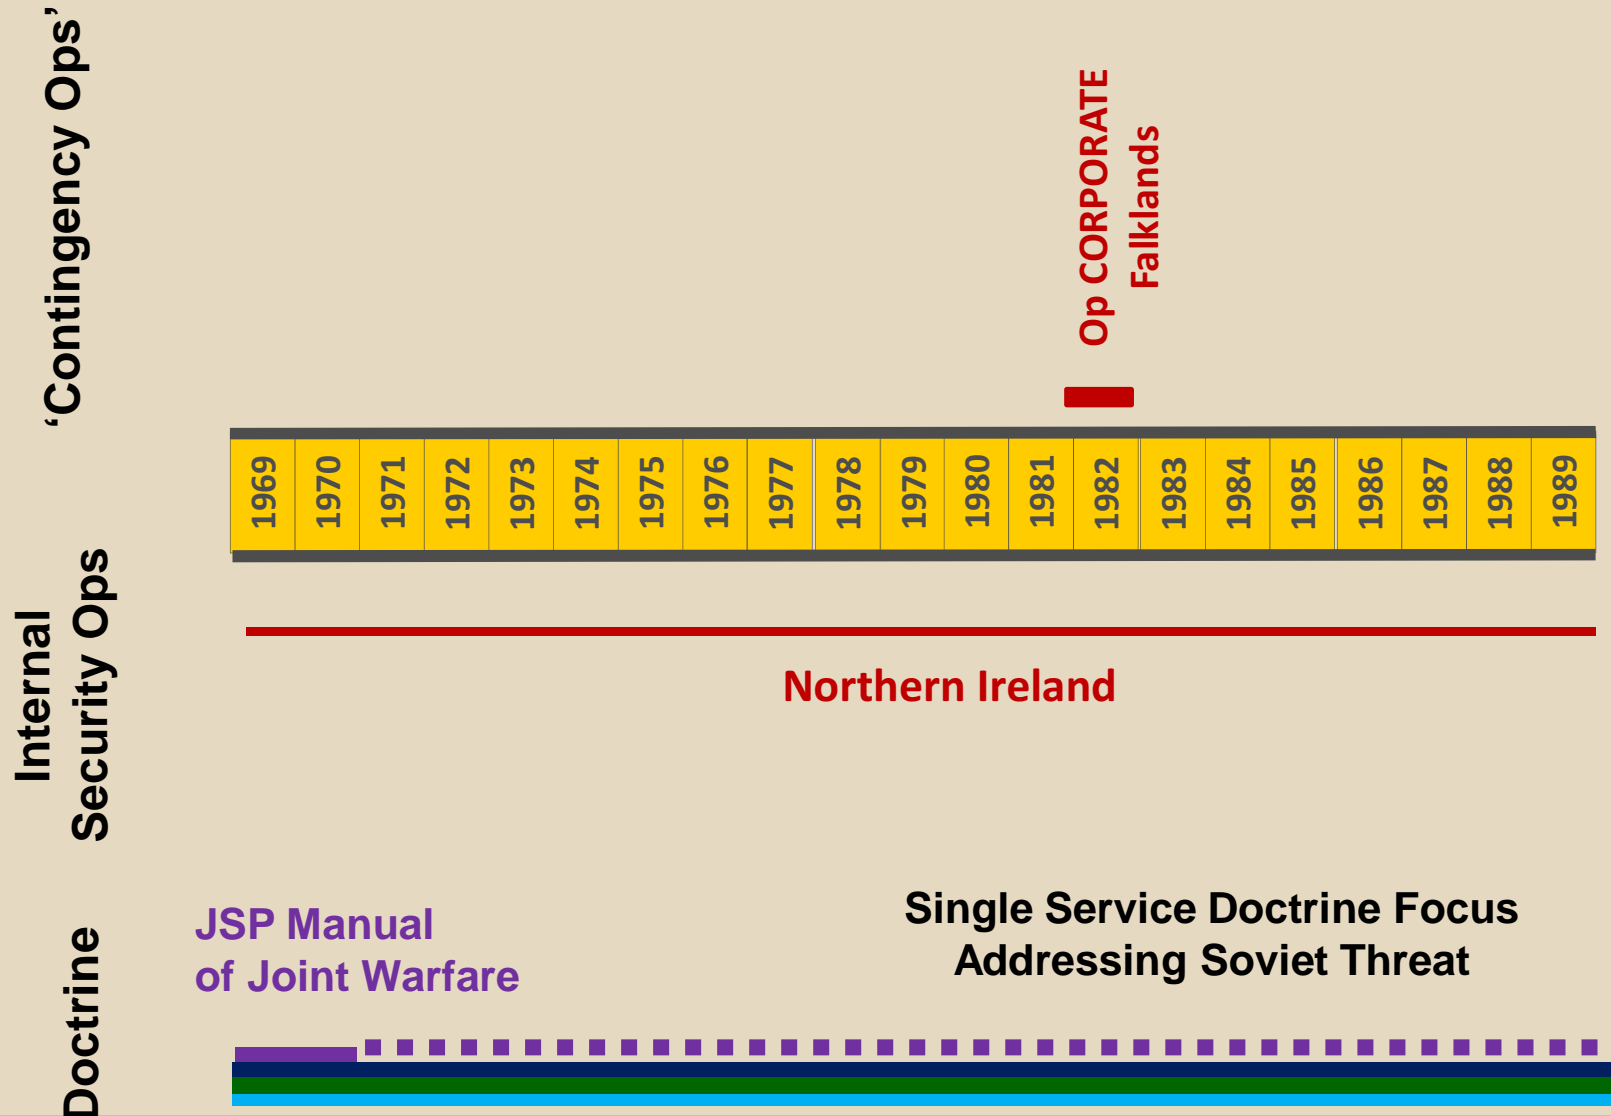 ‘Contingency Ops’
Op CORPORATE
Falklands
1969
1970
1971
1972
1973
1974
1975
1976
1977
1978
1979
1980
1981
1982
1983
1984
1985
1986
1987
1988
1989
Internal
Security Ops
Northern Ireland
Doctrine
JSP Manual
of Joint Warfare
Single Service Doctrine Focus
Addressing Soviet Threat